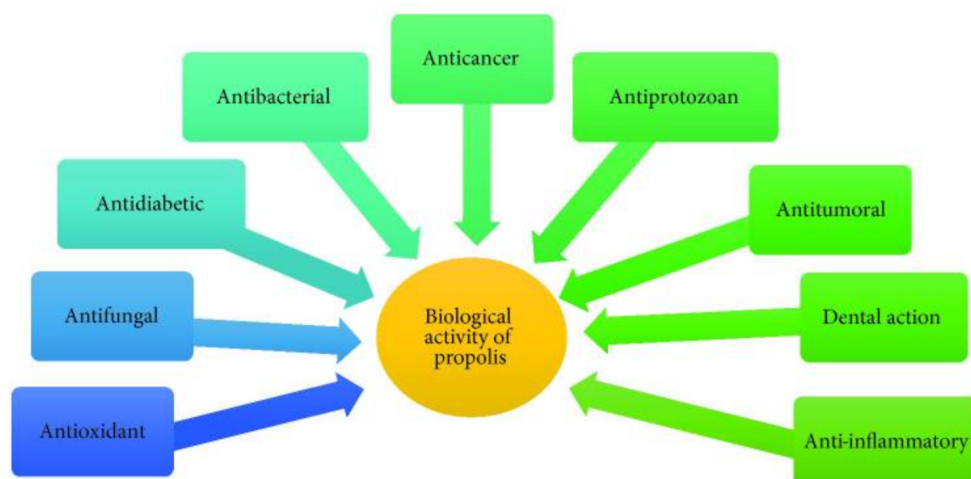 Anticancer
Antibacterial
Antiprotozoan
Antidiabetic
Antitumoral
Antifungal
Biological
activity of
propolis
Dental action
Antioxidant
Anti-inflammatory